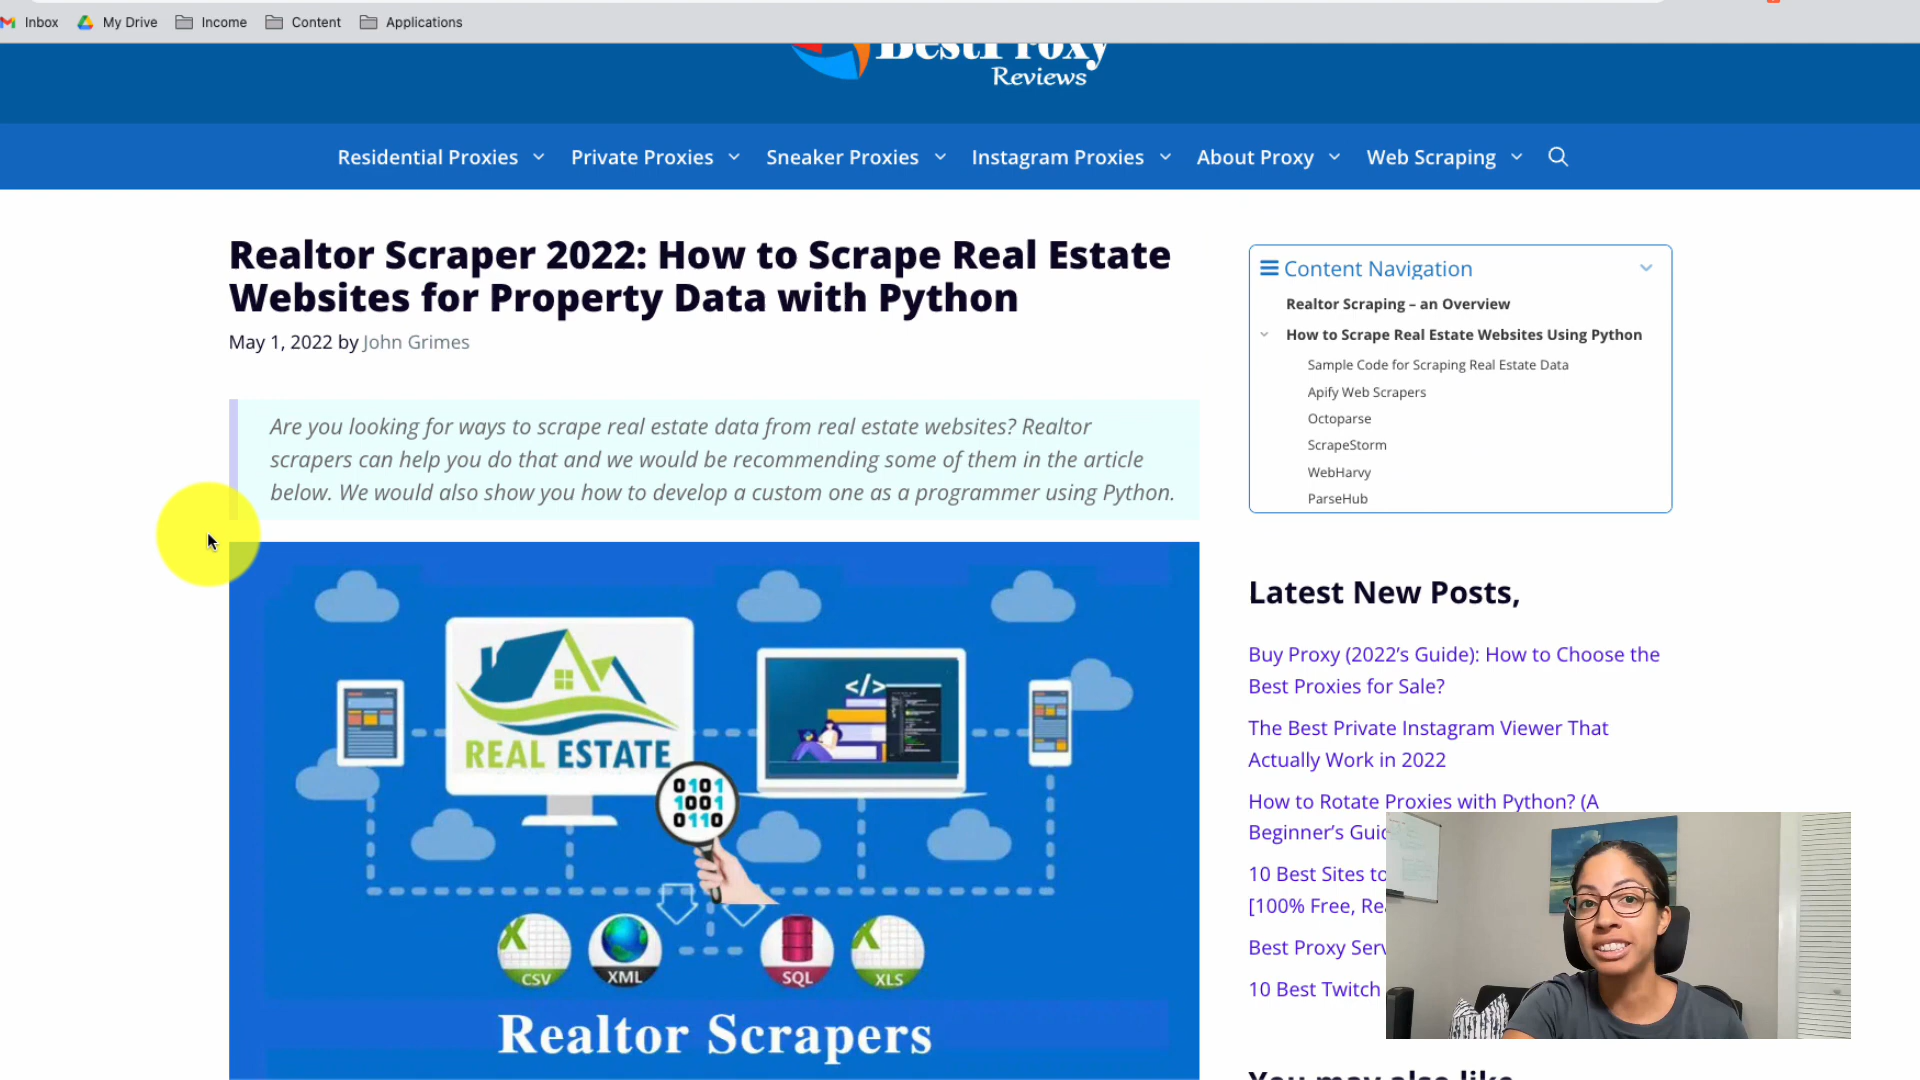 Inbox
My Drive
Income
Content
Applications
BestProxy
Reviews
Residential Proxies
Private Proxies
Sneaker Proxies
Instagram Proxies
About Proxy
Web Scraping
Realtor Scraper 2022: How to Scrape Real Estate
Websites for Property Data with Python
May 1, 2022 by John Grimes
Are you looking for ways to scrape real estate data from real estate websites? Realtor
scrapers can help you do that and we would be recommending some of them in the article
below. We would also show you how to develop a custom one as a programmer using Python.
REAL ESTATE
</>
0101
1001
0110
CSV
XML
SQL
XLS
Realtor Scrapers
Content Navigation
Realtor Scraping – an Overview
How to Scrape Real Estate Websites Using Python
Sample Code for Scraping Real Estate Data
Apify Web Scrapers
Octoparse
ScrapeStorm
WebHarvy
ParseHub
Latest New Posts,
Buy Proxy (2022's Guide): How to Choose the
Best Proxies for Sale?
The Best Private Instagram Viewer That
Actually Work in 2022
How to Rotate Proxies with Python? (A
Beginner's
10 Best Sites to
[100% Free,
Best Proxy
10 Best Twitch
You may also like